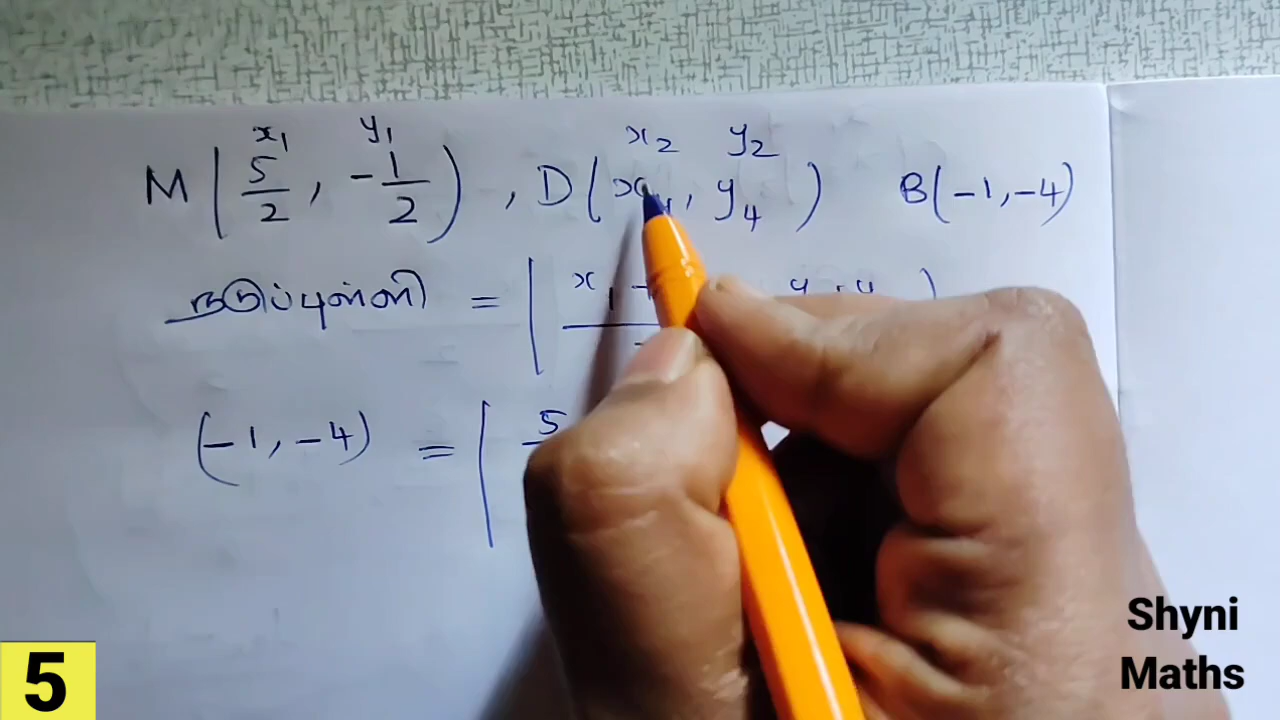 x₁ y₁ x₂ y₂
M(5/2, -1/2), D(x₄, y₄) B(-1,-4)
நடுப்புள்ளி = (x₁ +
(-1,-4) = (5
Shyni
Maths
5